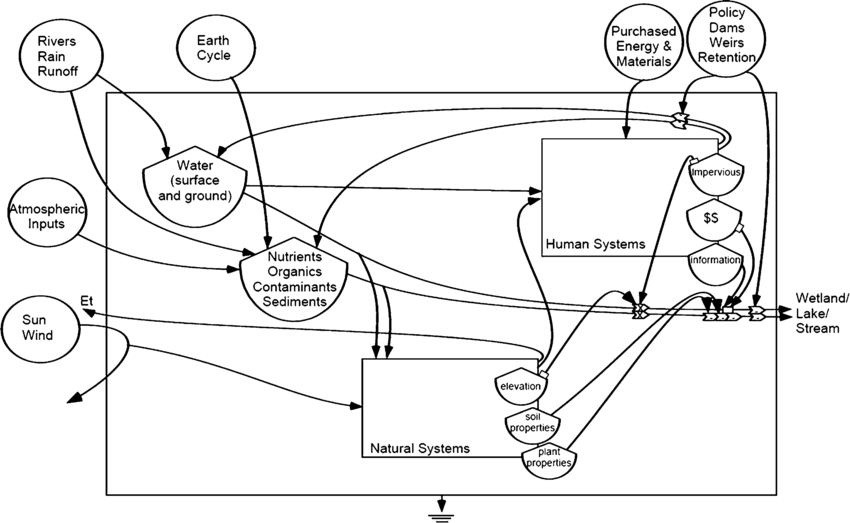 Rivers
Rain
Runoff
Earth
Cycle
Purchased
Energy &
Materials
Policy
Dams
Weirs
Retention
Water
(surface
and ground)
Impervious
$$
information
Human Systems
Atmospheric
Inputs
Nutrients
Organics
Contaminants
Sediments
Et
Sun
Wind
Wetland/
Lake/
Stream
elevation
soil
properties
plant
properties
Natural Systems